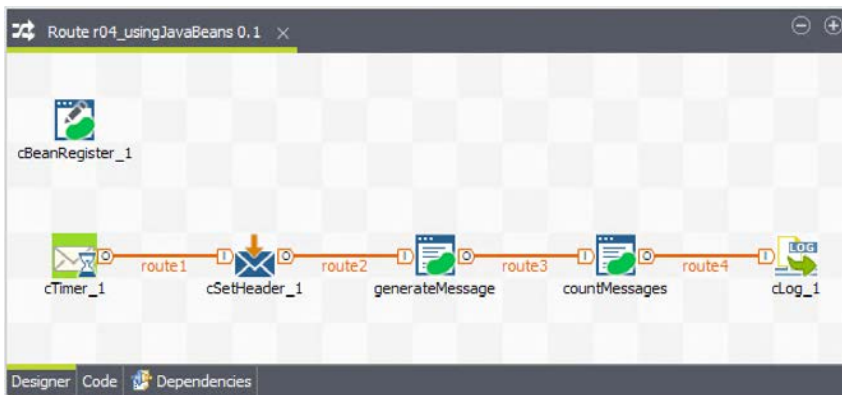 Route r04_usingJavaBeans 0.1
cBeanRegister_1
route1 route2 route3 route4
LOG
cTimer_1 cSetHeader_1 generateMessage countMessages cLog_1
Designer Code Dependencies